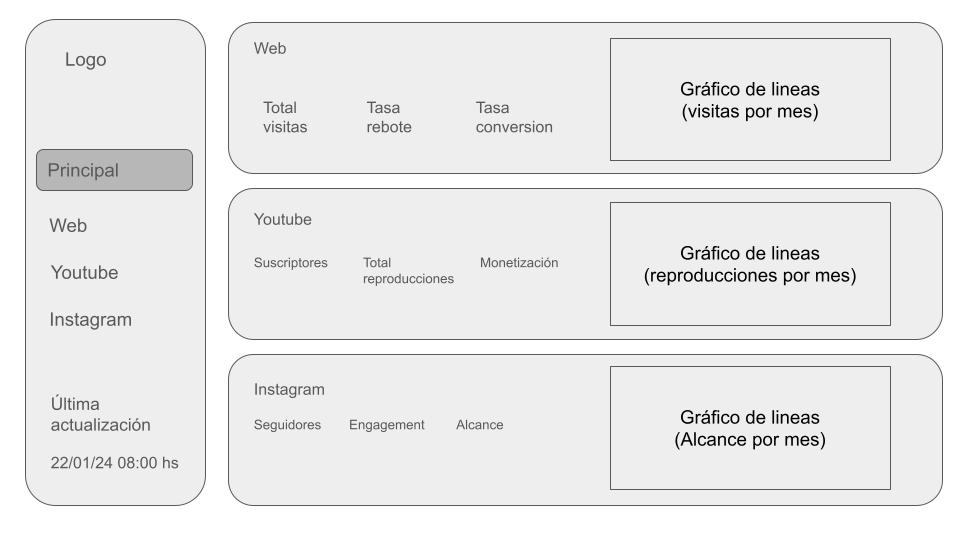 Logo
Principal
Web
Youtube
Instagram
Última
actualización
22/01/24 08:00 hs
Web
Total
visitas
Tasa
rebote
Tasa
conversion
Gráfico de lineas
(visitas por mes)
Youtube
Suscriptores
Total
reproducciones
Monetización
Gráfico de lineas
(reproducciones por mes)
Instagram
Seguidores
Engagement
Alcance
Gráfico de lineas
(Alcance por mes)